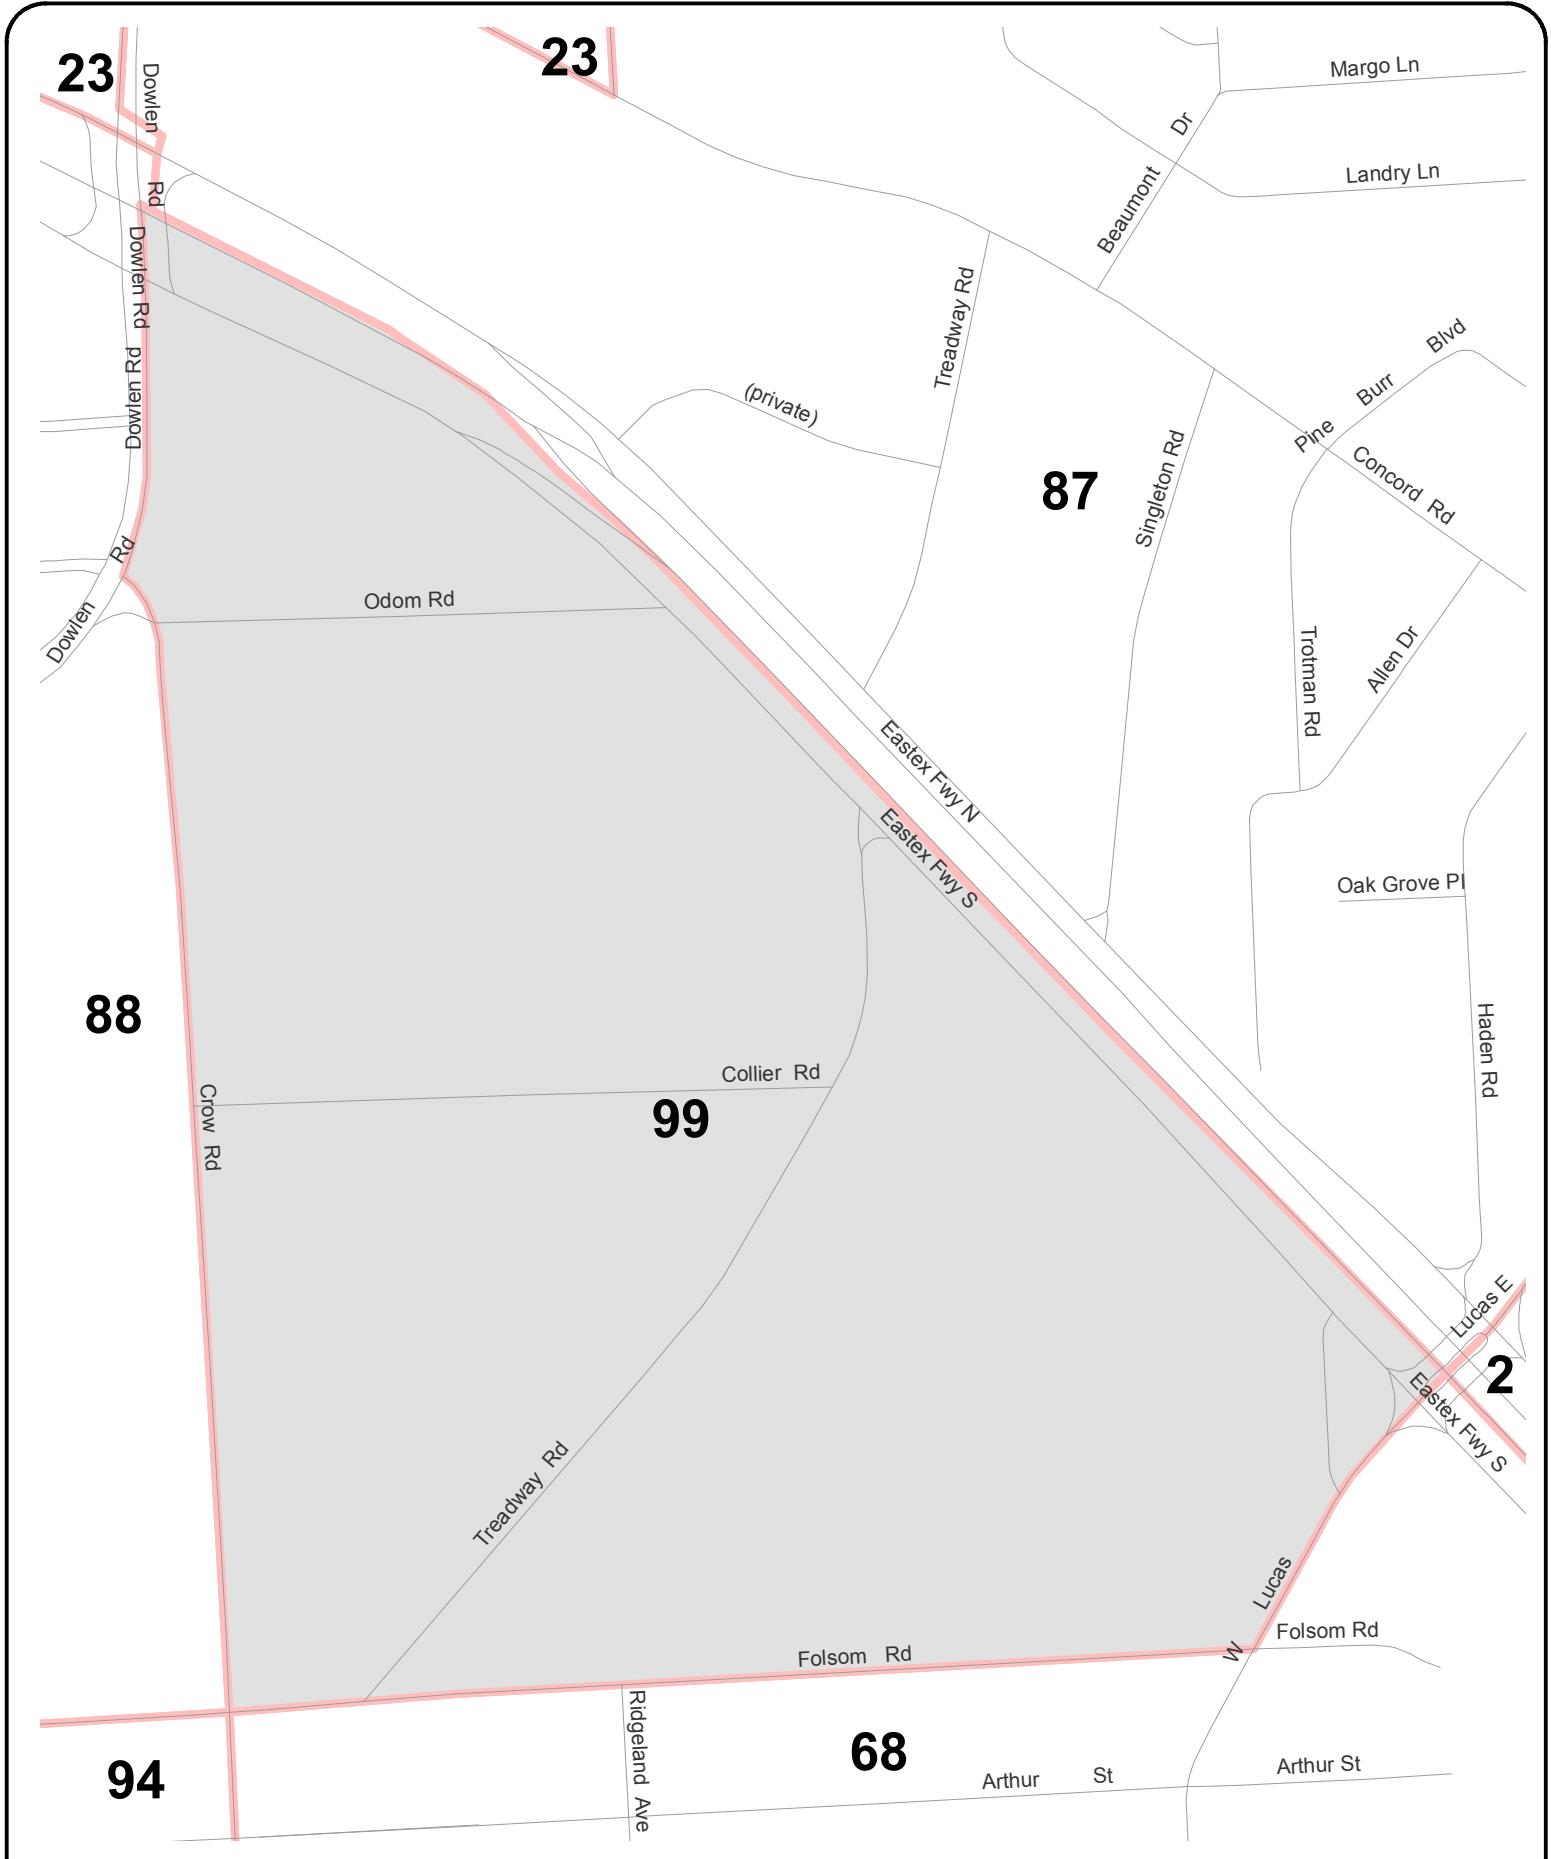 23
23
Dowlen
Rd
Margo Ln
Beaumont Dr
Landry Ln
Dowlen Rd
Dowlen Rd
Treadway Rd
(private)
Burr Blvd
Pine
Concord Rd
87
Singleton Rd
Dowlen Rd
Odom Rd
Trotman Rd
Allen Dr
Eastex Fwy N
Eastex Fwy S
Oak Grove Pl
88
Haden Rd
Crow Rd
Collier Rd
99
Lucas E
2
Eastex Fwy S
Treadway Rd
W Lucas
Folsom Rd
Folsom Rd
Ridgeland Ave
68
94
Arthur St
Arthur St